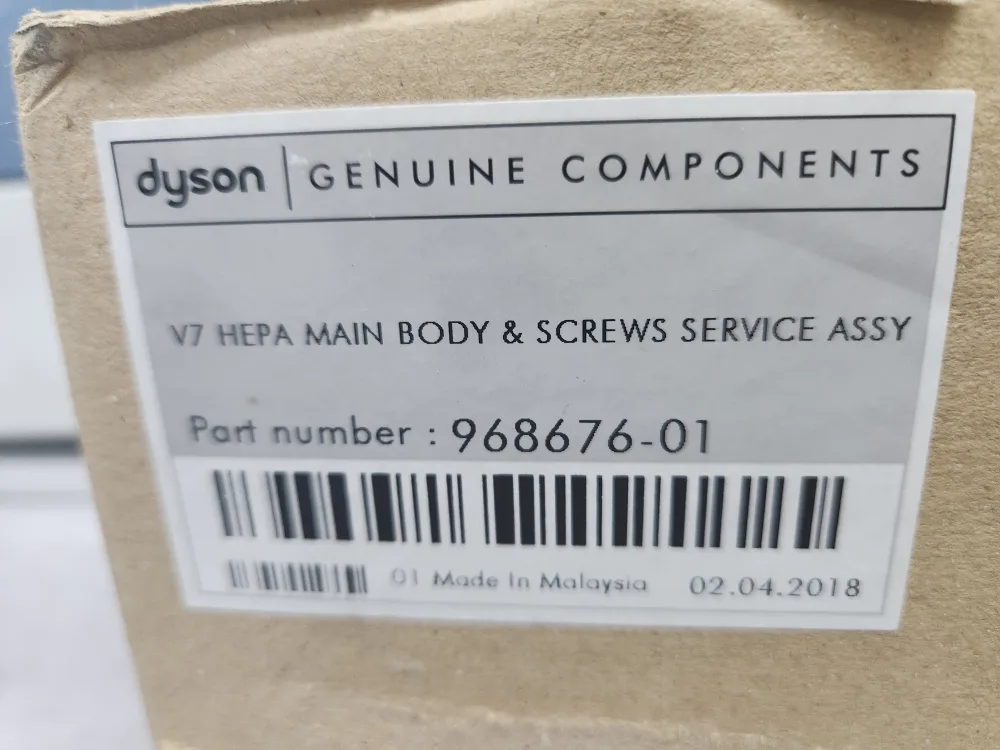 dyson | GENUINE COMPONENTS
V7 HEPA MAIN BODY & SCREWS SERVICE ASSY
Part number : 968676-01
01 Made In Malaysia 02.04.2018